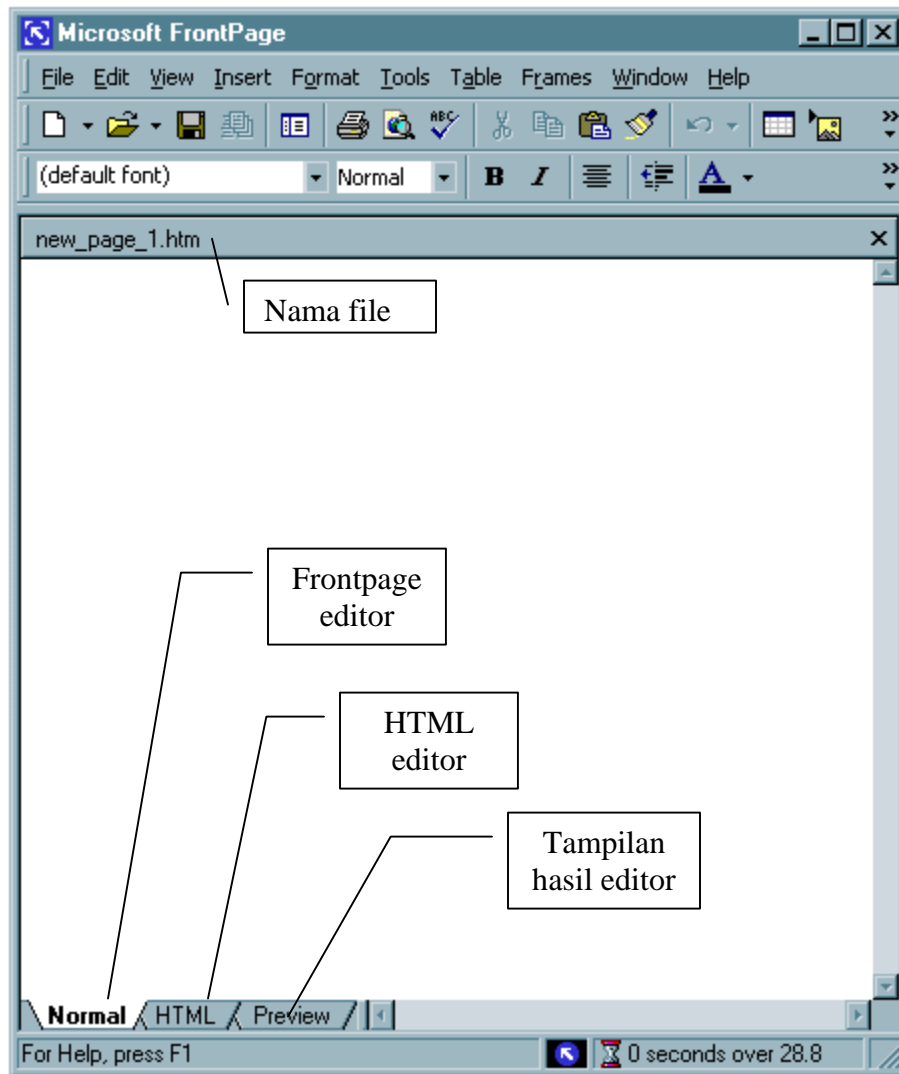 Microsoft FrontPage
File Edit View Insert Format Tools Table Frames Window Help
ABC
(default font) Normal B I A
new_page_1.htm
Nama file
Frontpage
editor
HTML
editor
Tampilan
hasil editor
Normal HTML Preview
For Help, press F1 0 seconds over 28.8